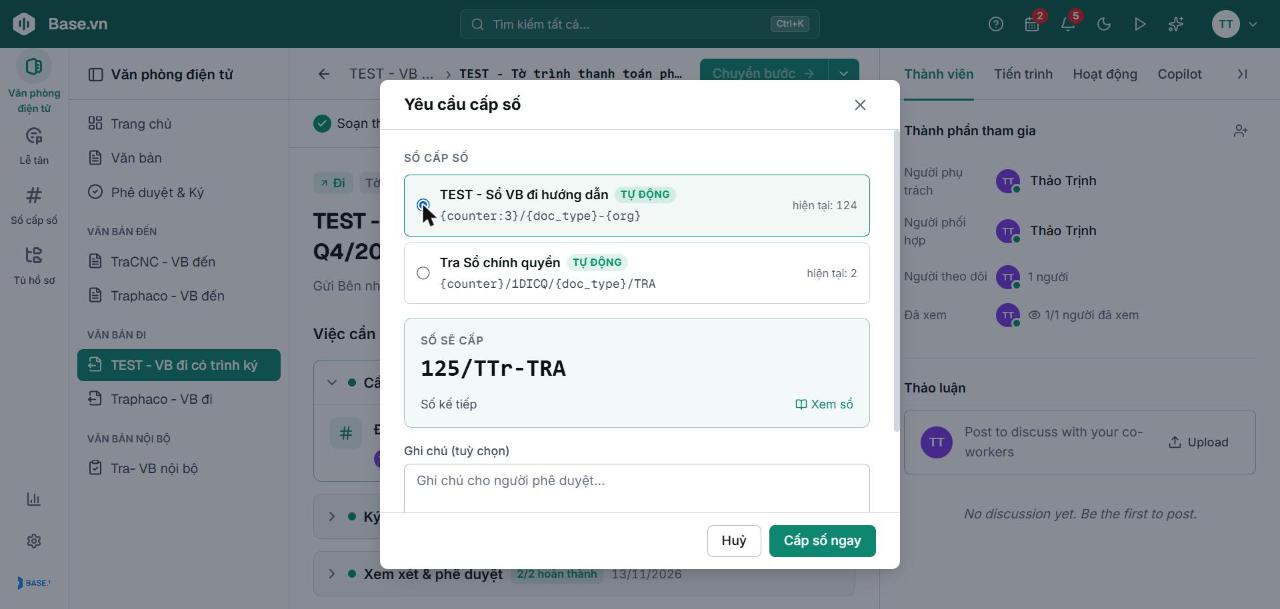 Base.vn
Tìm kiếm tất cả...
Ctrl+K
2
5
TT
Văn phòng điện tử
Lễ tân
Sổ cấp số
Tủ hồ sơ
BASE.
Văn phòng điện tử
Trang chủ
Văn bản
Phê duyệt & Ký
VĂN BẢN ĐẾN
TraCNC - VB đến
Traphaco - VB đến
VĂN BẢN ĐI
TEST - VB đi có trình ký
Traphaco - VB đi
VĂN BẢN NỘI BỘ
Tra- VB nội bộ
TEST - VB ... › TEST - Tờ trình thanh toán ph…
Chuyển bước
Soạn th
Đi
Tờ
TEST -
Q4/20
Gửi Bên nh
Việc cần
Cấ
Ký
Xem xét & phê duyệt 2/2 hoàn thành 13/11/2026
Yêu cầu cấp số
SỔ CẤP SỐ
TEST - Sổ VB đi hướng dẫn TỰ ĐỘNG
{counter:3}/{doc_type}-{org}
hiện tại: 124
Tra Sổ chính quyền TỰ ĐỘNG
{counter}/1DICQ/{doc_type}/TRA
hiện tại: 2
SỐ SẼ CẤP
125/TTr-TRA
Số kế tiếp
Xem sổ
Ghi chú (tuỳ chọn)
Ghi chú cho người phê duyệt...
Huỷ
Cấp số ngay
Thành viên
Tiến trình
Hoạt động
Copilot
Thành phần tham gia
Người phụ trách
TT
Thảo Trịnh
Người phối hợp
TT
Thảo Trịnh
Người theo dõi
TT
1 người
Đã xem
TT
1/1 người đã xem
Thảo luận
TT
Post to discuss with your co-
workers
Upload
No discussion yet. Be the first to post.